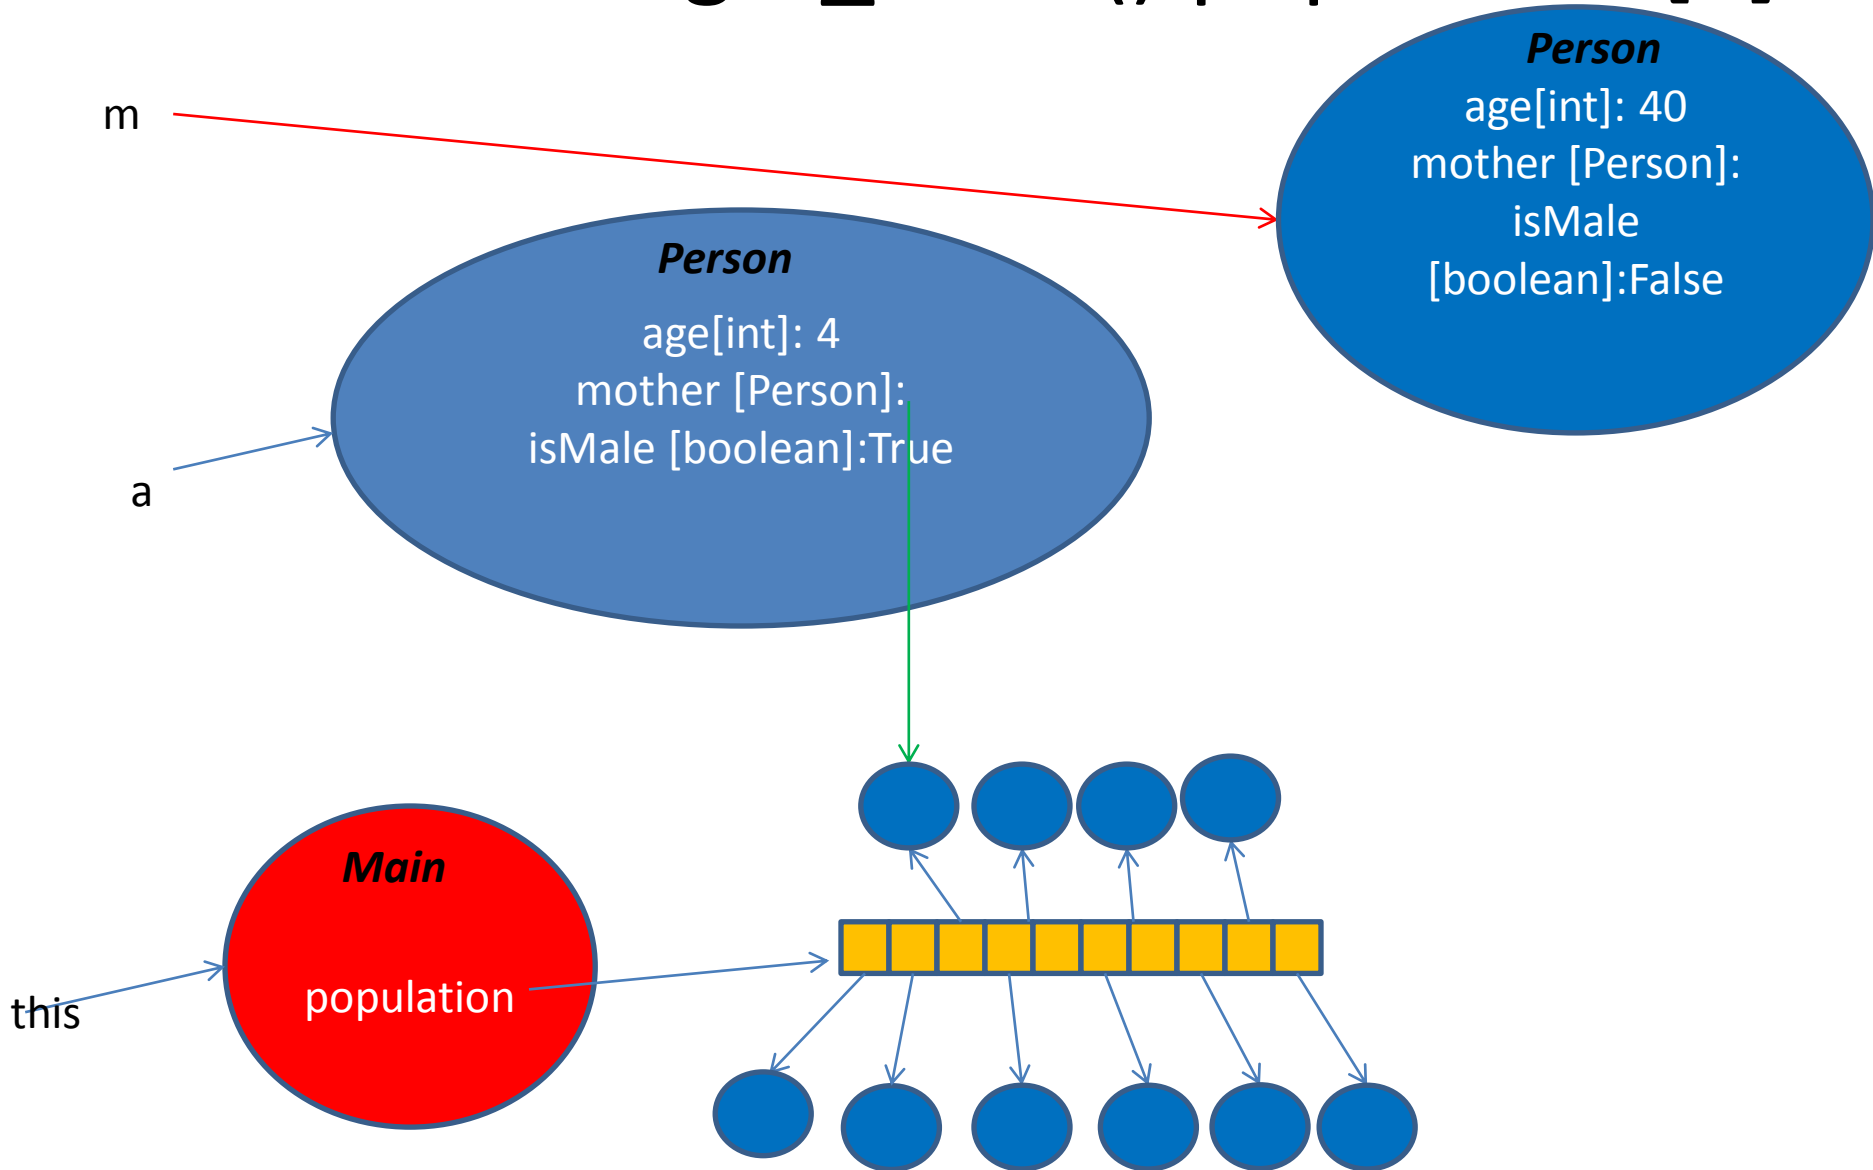 Person
age[int]: 40
mother [Person]:
isMale
[boolean]:False
m
Person
age[int]: 4
mother [Person]:
isMale [boolean]:True
a
Main
population
this